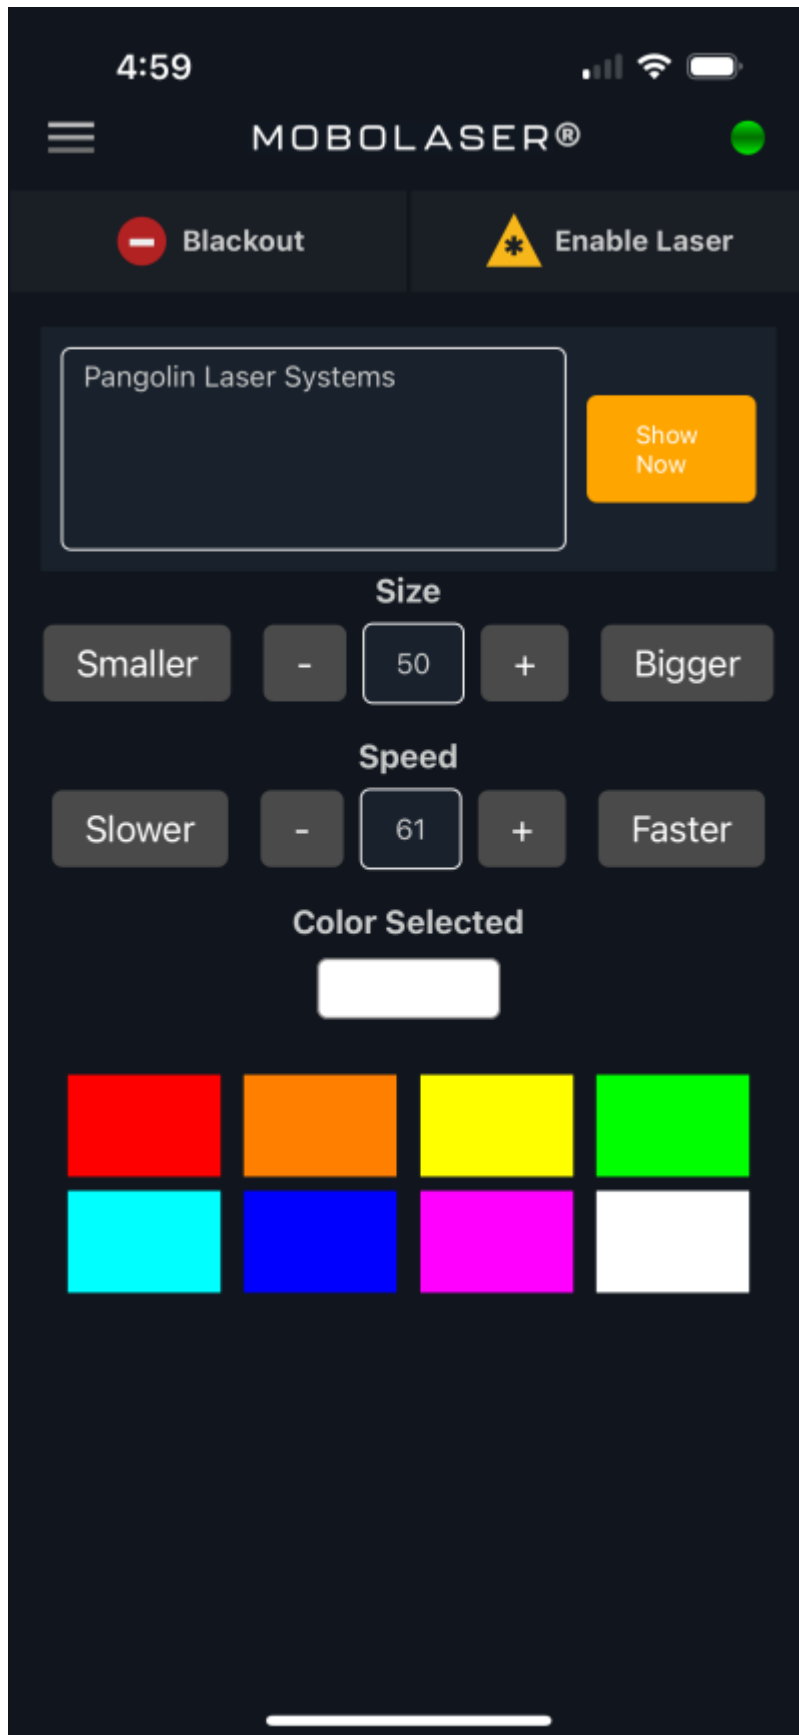 4:59
MOBOLASER®
Blackout
Enable Laser
Pangolin Laser Systems
Show
Now
Size
Smaller - 50 + Bigger
Speed
Slower - 61 + Faster
Color Selected